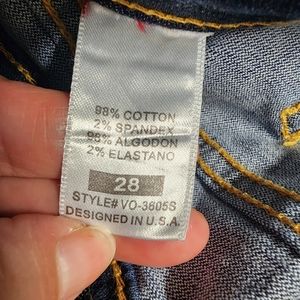 98% COTTON
2% SPANDEX
98% ALGODON
2% ELASTANO
28
STYLE# VO-3605S
DESIGNED IN U.S.A.